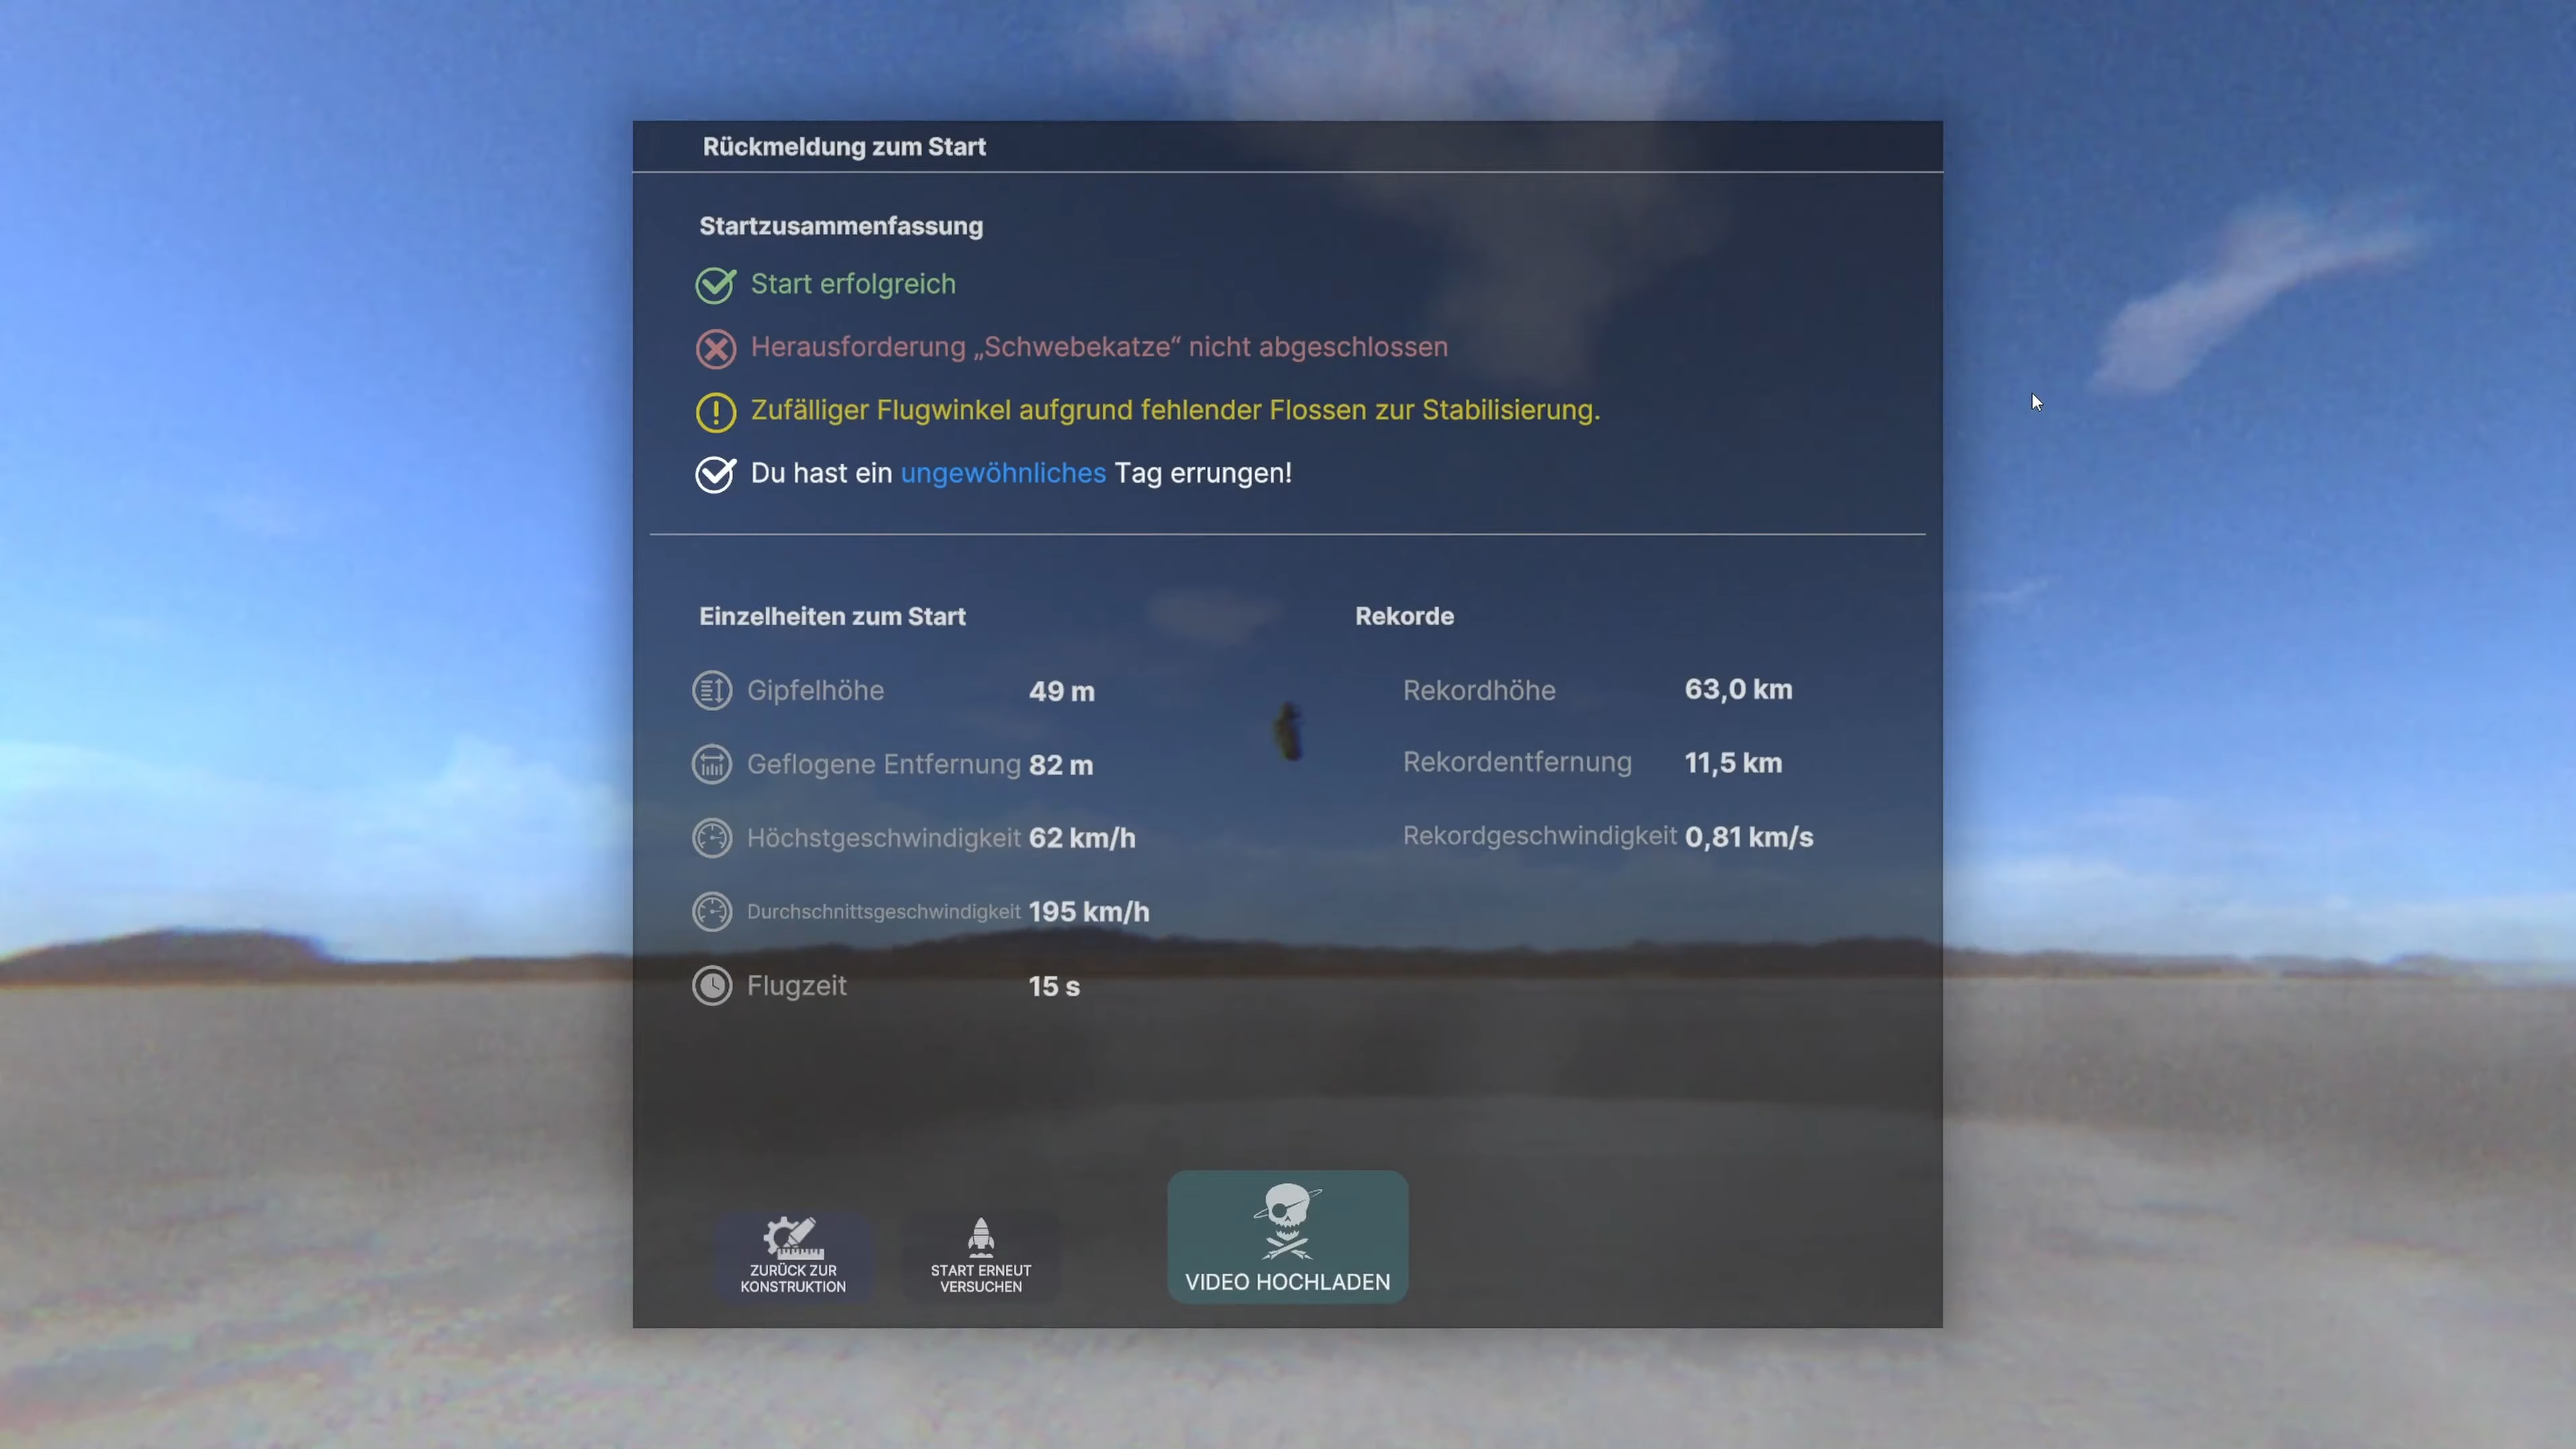 Rückmeldung zum Start
Startzusammenfassung
Start erfolgreich
Herausforderung „Schwebekatze“ nicht abgeschlossen
Zufälliger Flugwinkel aufgrund fehlender Flossen zur Stabilisierung.
Du hast ein ungewöhnliches Tag errungen!
Einzelheiten zum Start
Gipfelhöhe 49 m
Geflogene Entfernung 82 m
Höchstgeschwindigkeit 62 km/h
Durchschnittsgeschwindigkeit 195 km/h
Flugzeit 15 s
Rekorde
Rekordhöhe 63,0 km
Rekordentfernung 11,5 km
Rekordgeschwindigkeit 0,81 km/s
ZURÜCK ZUR
KONSTRUKTION
START ERNEUT
VERSUCHEN
VIDEO HOCHLADEN